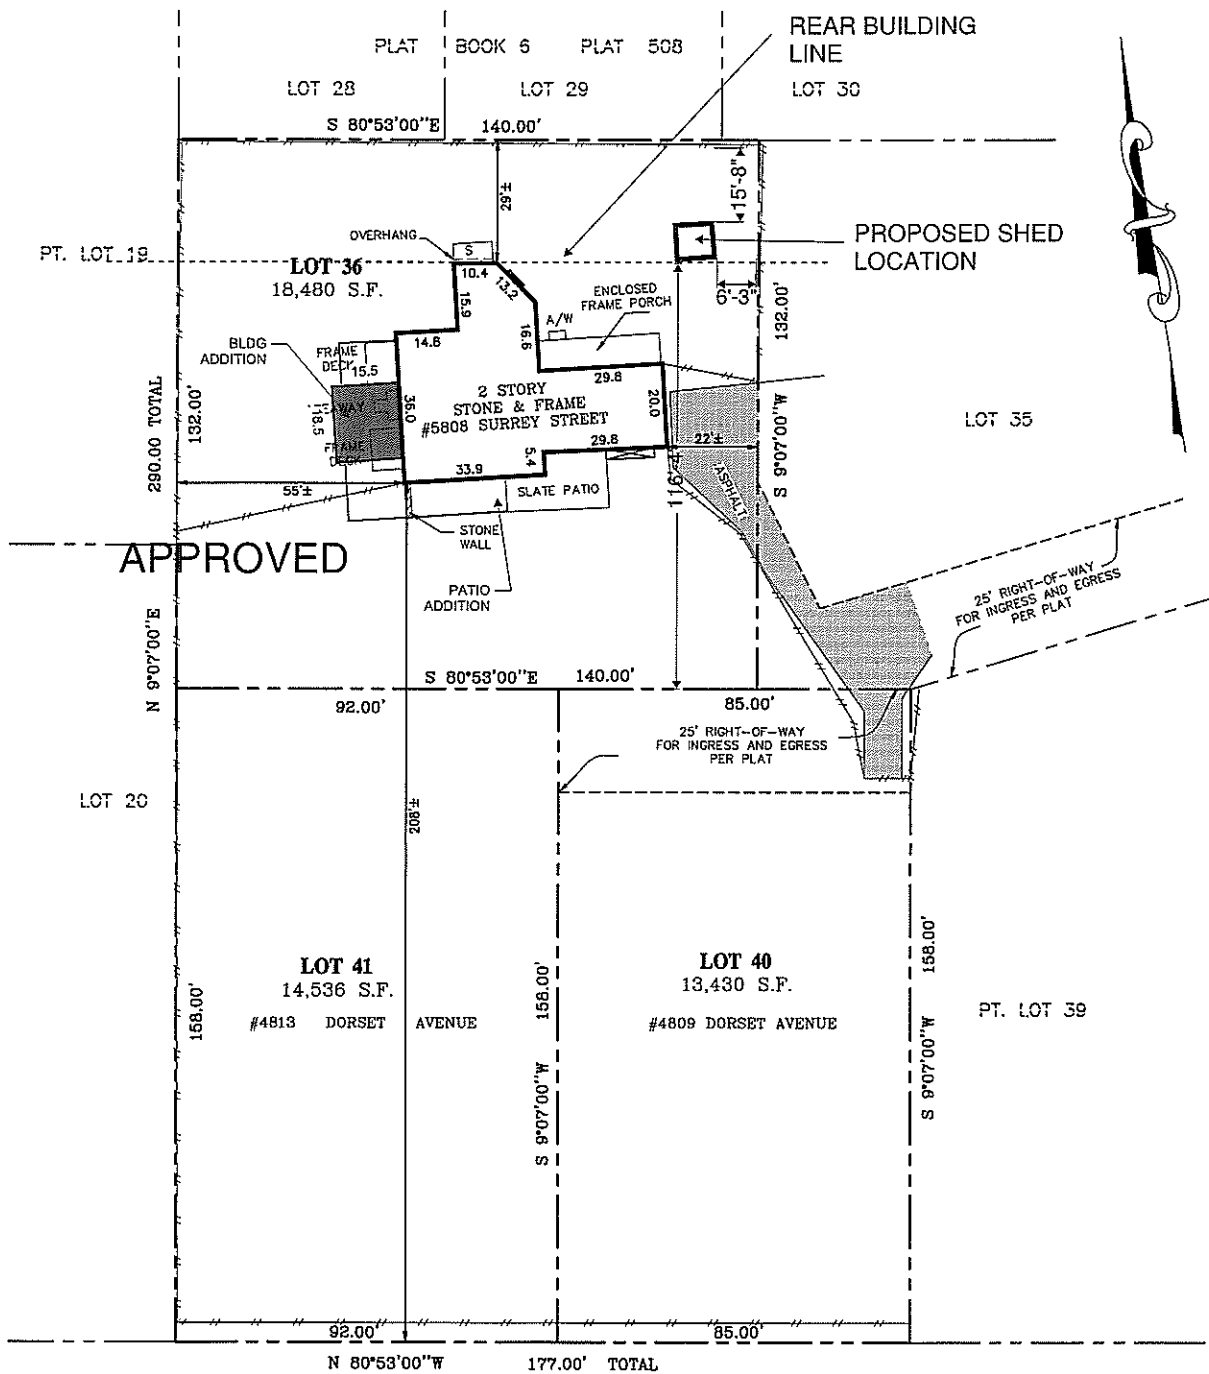 REAR BUILDING
LINE
PLAT BOOK 6 PLAT 508
LOT 28
LOT 29
LOT 30
S 80°53'00"E 140.00'
29'±
15'-8"
OVERHANG
S
PROPOSED SHED
LOCATION
PT. LOT 19
LOT 36
18,480 S.F.
10.4
13.2
15.9
16.6
A/W
ENCLOSED
FRAME PORCH
6'-3"
132.00'
BLDG
ADDITION
14.8
FRAME
DECK
15.5
18.5
36.0
29.8
20.0
2 STORY
STONE & FRAME
#5808 SURREY STREET
290.00 TOTAL
132.00'
LOT 35
S 9°07'00"W
FRAME
DECK
33.9
5.4
29.8
22'±
55'±
SLATE PATIO
ASPHALT
STONE
WALL
APPROVED
PATIO
ADDITION
25' RIGHT-OF-WAY
FOR INGRESS AND EGRESS
PER PLAT
N 9°07'00"E
S 80°53'00"E 140.00'
92.00'
85.00'
25' RIGHT-OF-WAY
FOR INGRESS AND EGRESS
PER PLAT
LOT 20
208'±
LOT 41
14,536 S.F.
#4813 DORSET AVENUE
LOT 40
13,430 S.F.
#4809 DORSET AVENUE
158.00'
158.00'
158.00'
PT. LOT 39
S 9°07'00"W
S 9°07'00"W
92.00'
85.00'
N 80°53'00"W 177.00' TOTAL